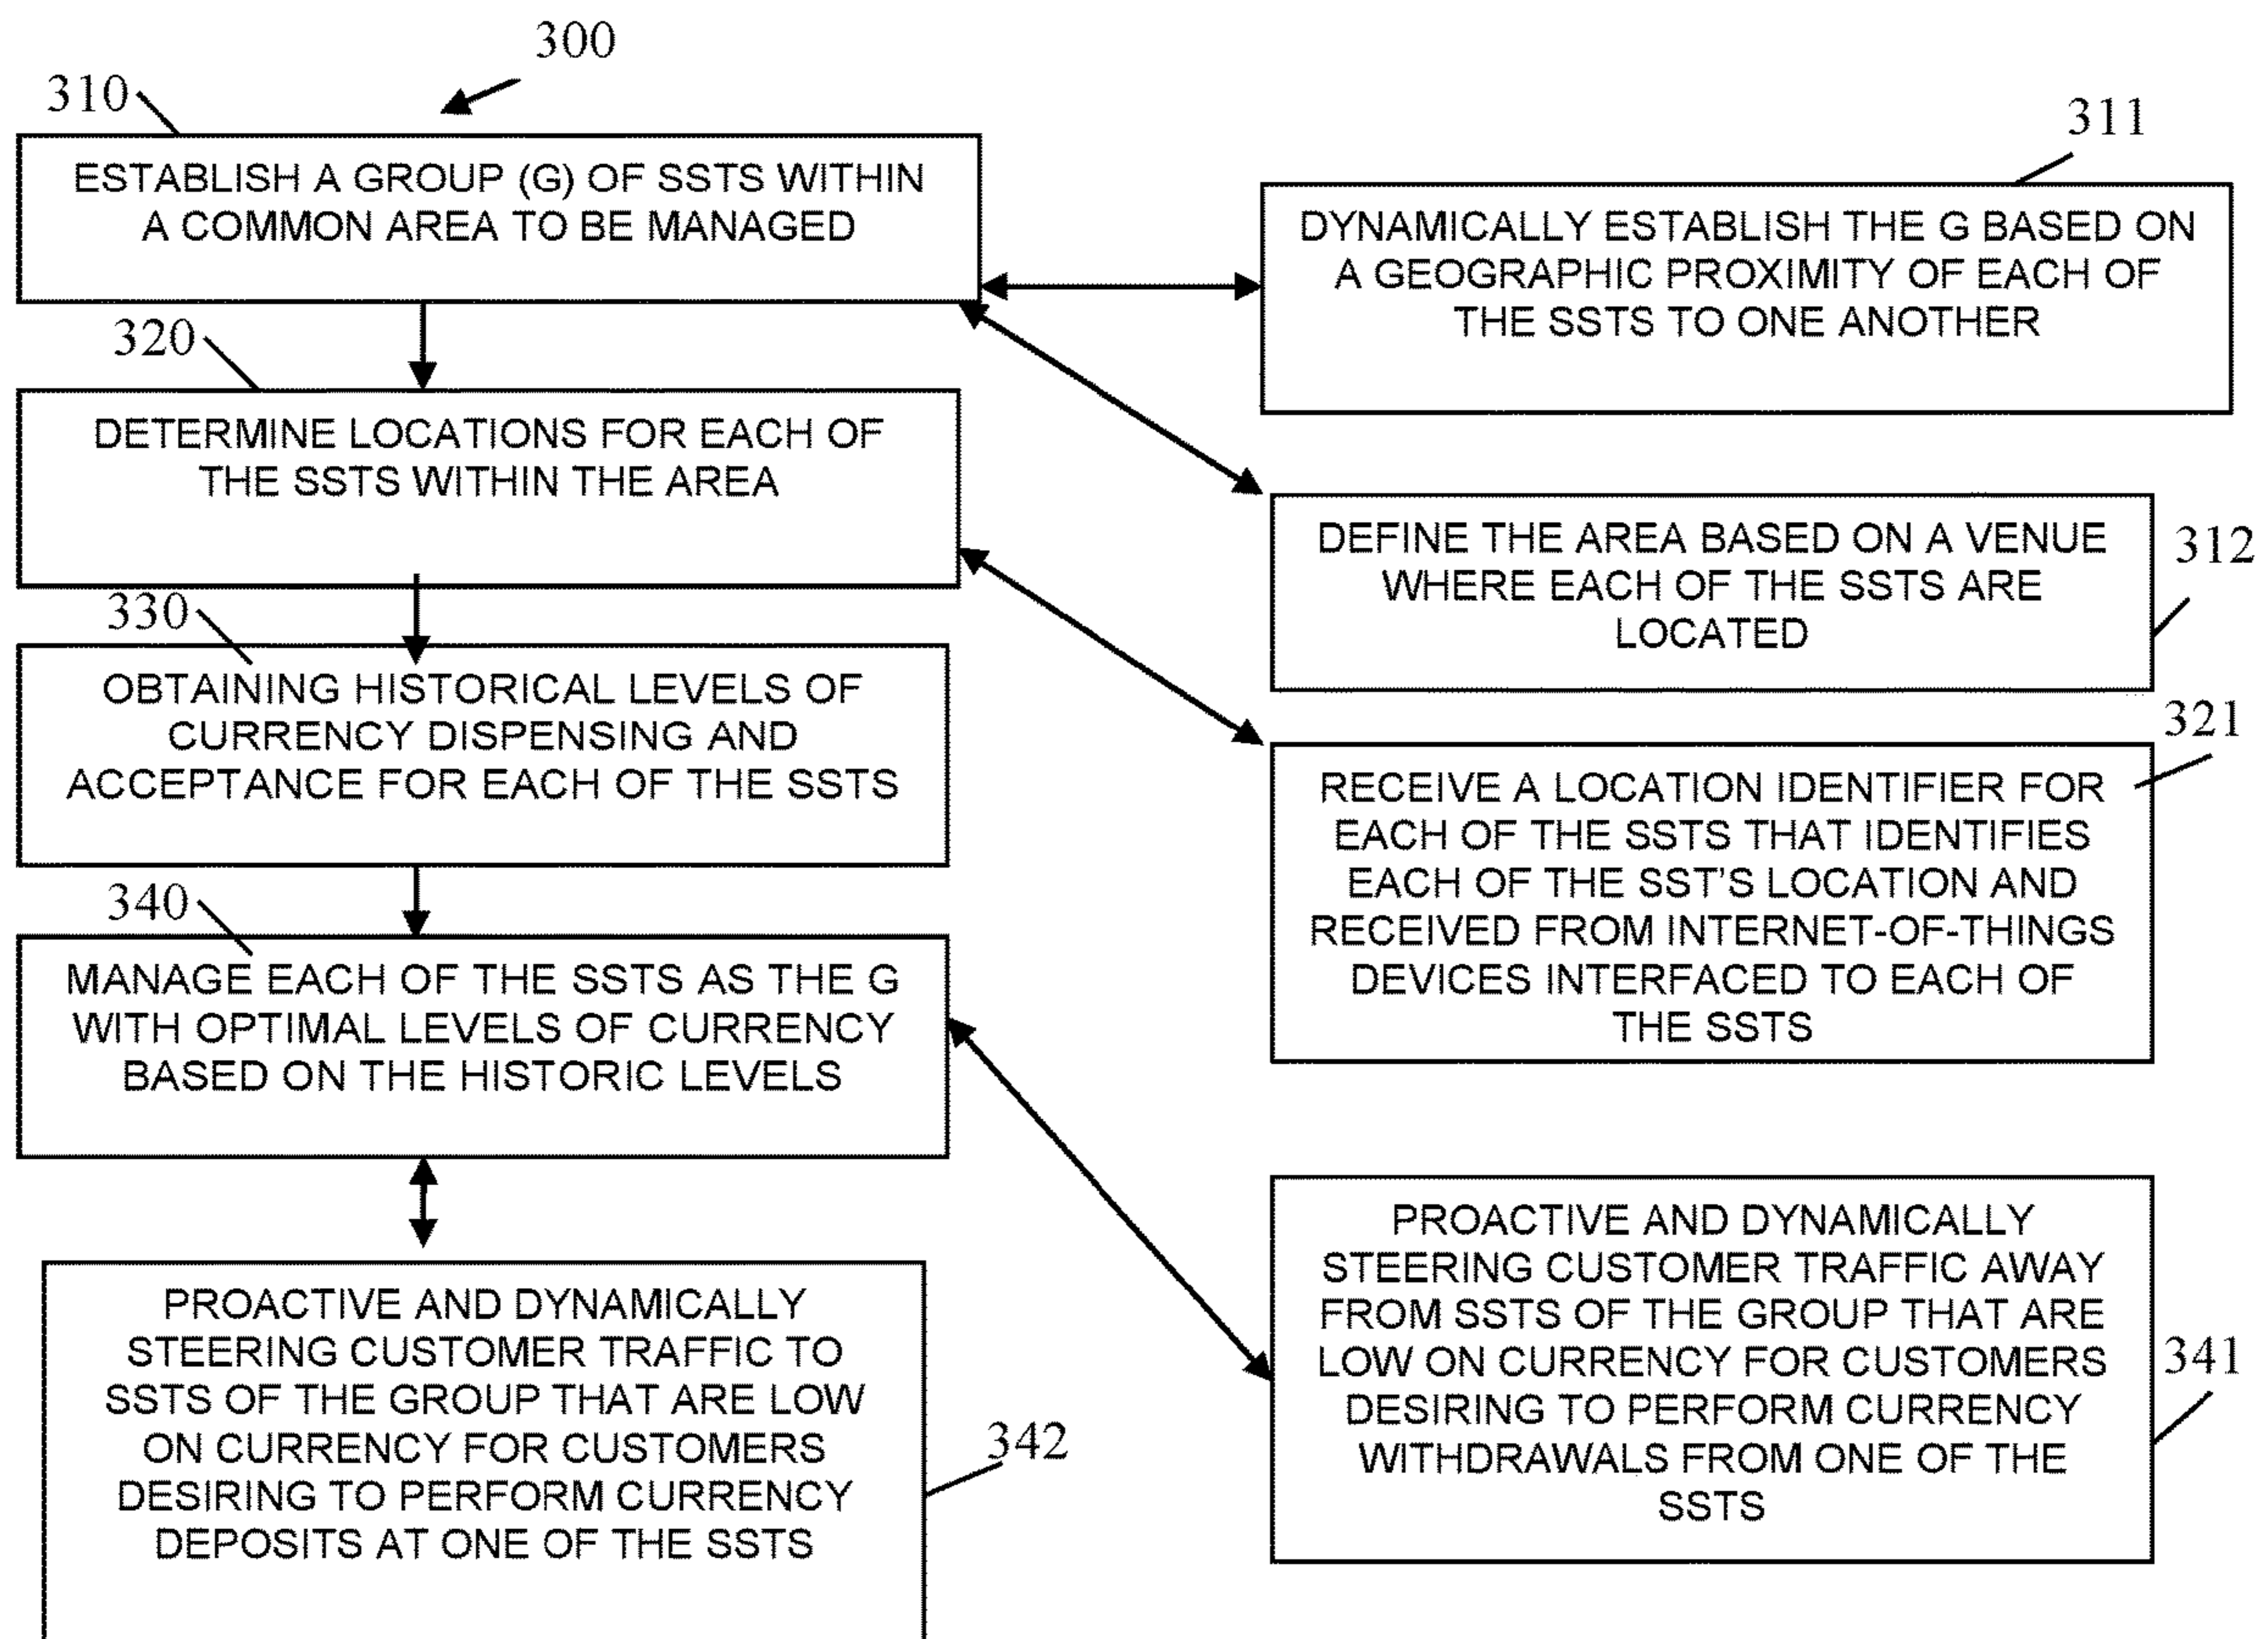 300
310
ESTABLISH A GROUP (G) OF SSTS WITHIN
A COMMON AREA TO BE MANAGED
311
DYNAMICALLY ESTABLISH THE G BASED ON
A GEOGRAPHIC PROXIMITY OF EACH OF
THE SSTS TO ONE ANOTHER
320
DETERMINE LOCATIONS FOR EACH OF
THE SSTS WITHIN THE AREA
312
DEFINE THE AREA BASED ON A VENUE
WHERE EACH OF THE SSTS ARE
LOCATED
330
OBTAINING HISTORICAL LEVELS OF
CURRENCY DISPENSING AND
ACCEPTANCE FOR EACH OF THE SSTS
321
RECEIVE A LOCATION IDENTIFIER FOR
EACH OF THE SSTS THAT IDENTIFIES
EACH OF THE SST'S LOCATION AND
RECEIVED FROM INTERNET-OF-THINGS
DEVICES INTERFACED TO EACH OF
THE SSTS
340
MANAGE EACH OF THE SSTS AS THE G
WITH OPTIMAL LEVELS OF CURRENCY
BASED ON THE HISTORIC LEVELS
341
PROACTIVE AND DYNAMICALLY
STEERING CUSTOMER TRAFFIC AWAY
FROM SSTS OF THE GROUP THAT ARE
LOW ON CURRENCY FOR CUSTOMERS
DESIRING TO PERFORM CURRENCY
WITHDRAWALS FROM ONE OF THE
SSTS
342
PROACTIVE AND DYNAMICALLY
STEERING CUSTOMER TRAFFIC TO
SSTS OF THE GROUP THAT ARE LOW
ON CURRENCY FOR CUSTOMERS
DESIRING TO PERFORM CURRENCY
DEPOSITS AT ONE OF THE SSTS